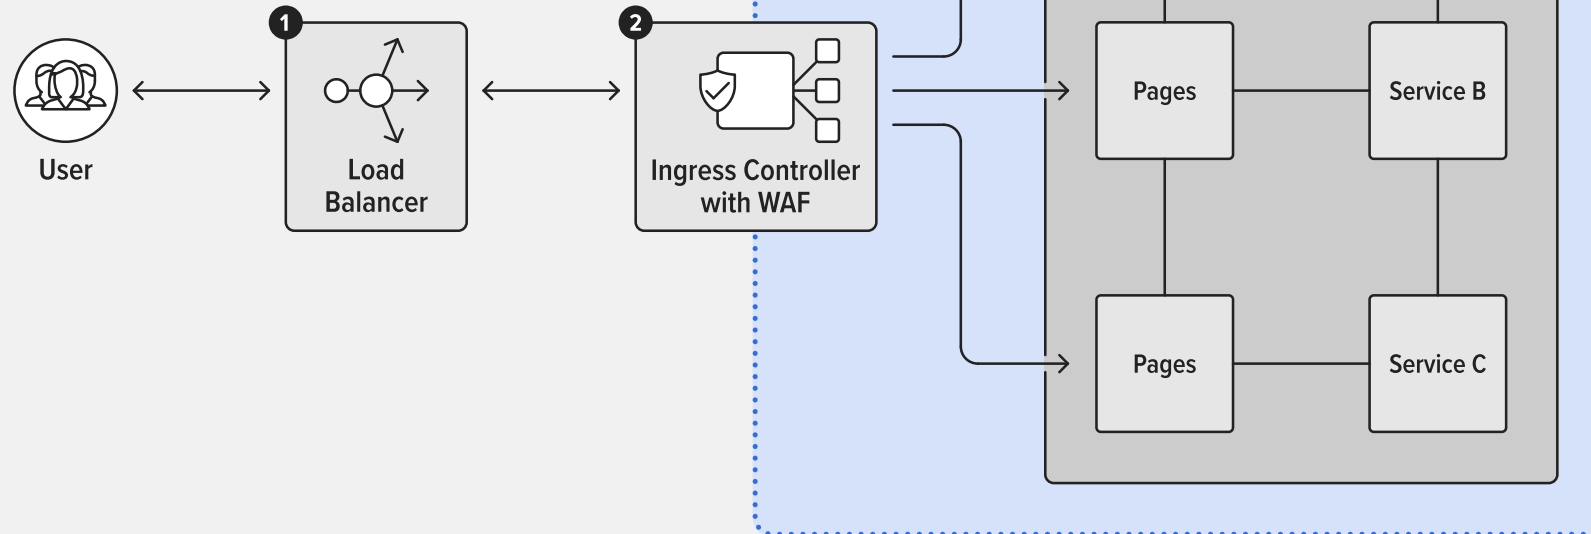 1
2
User
Load
Balancer
Ingress Controller
with WAF
Pages
Service B
Pages
Service C